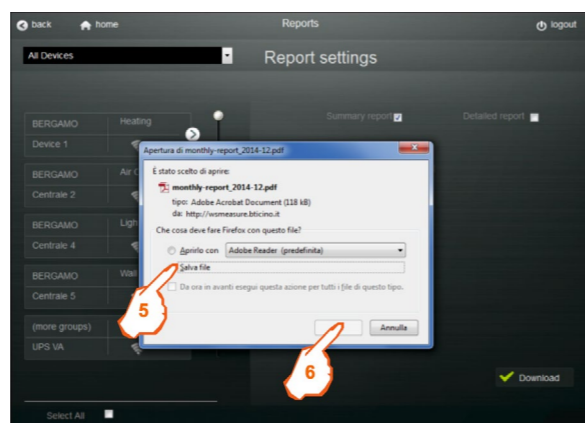 back
home
Reports
logout
All Devices
Report settings
BERGAMO
Heating
Summary report
Detailed report
Device 1
Apertura di monthly-report_2014-12.pdf
BERGAMO
È stato scelto di aprire:
monthly-report_2014-12.pdf
Centrale 2
tipo: Adobe Acrobat Document (118 kB)
da: http://wsmeasure.bticino.it
BERGAMO
Ligh
Che cosa deve fare Firefox con questo file?
Centrale 4
Aprirlo con
Adobe Reader (predefinita)
Salva file
BERGAMO
Wall
Da ora in avanti esegui questa azione per tutti i file di questo tipo.
Centrale 5
5
(more groups)
Annulla
UPS VA
6
Download
Select All